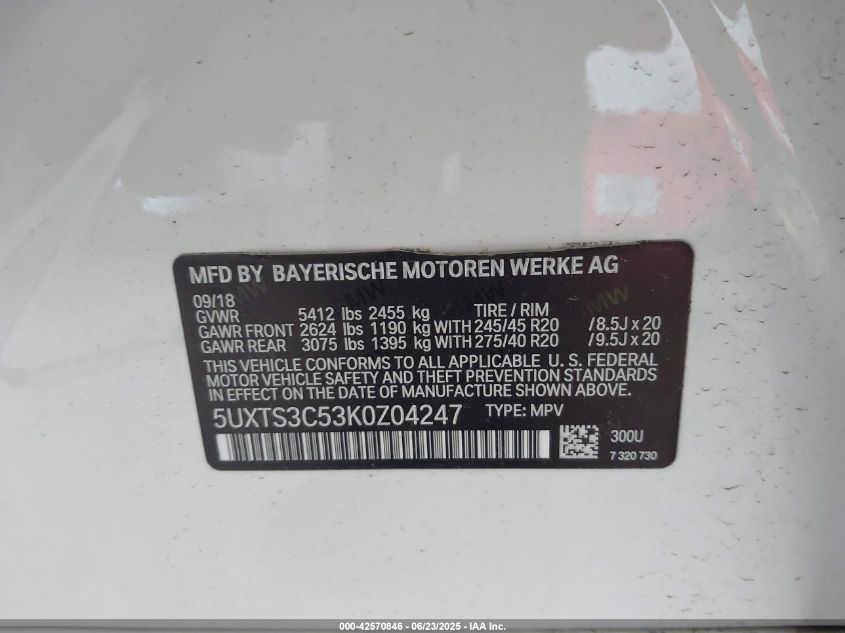 MFD BY BAYERISCHE MOTOREN WERKE AG
09/18
GVWR 5412 lbs 2455 kg TIRE / RIM
GAWR FRONT 2624 lbs 1190 kg WITH 245/45 R20 / 8.5J x 20
GAWR REAR 3075 lbs 1395 kg WITH 275/40 R20 / 9.5J x 20
THIS VEHICLE CONFORMS TO ALL APPLICABLE U. S. FEDERAL
MOTOR VEHICLE SAFETY AND THEFT PREVENTION STANDARDS
IN EFFECT ON THE DATE OF MANUFACTURE SHOWN ABOVE.
5UXTS3C53K0Z04247 TYPE: MPV
300U
7 320 730
000-42570846 - 06/23/2025 - IAA Inc.